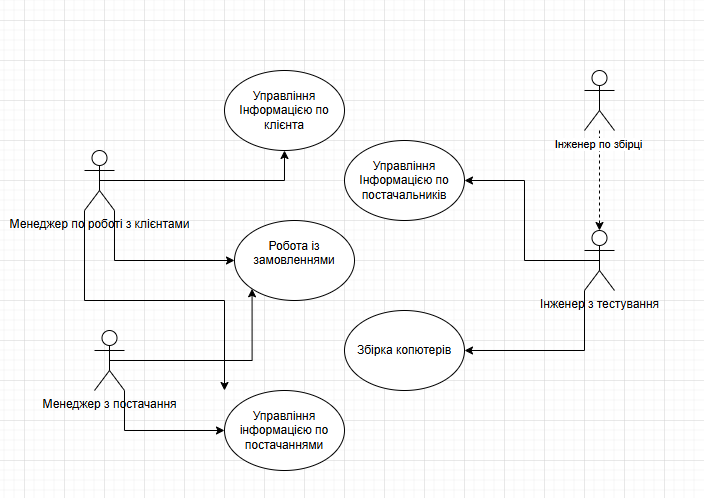 Управління
Інформацією по
клієнта
Інженер по збірці
Управління
Інформацією по
постачальників
Менеджер по роботі з клієнтами
Робота із
замовленнями
Інженер з тестування
Збірка копютерів
Менеджер з постачання
Управління
інформацією по
постачаннями